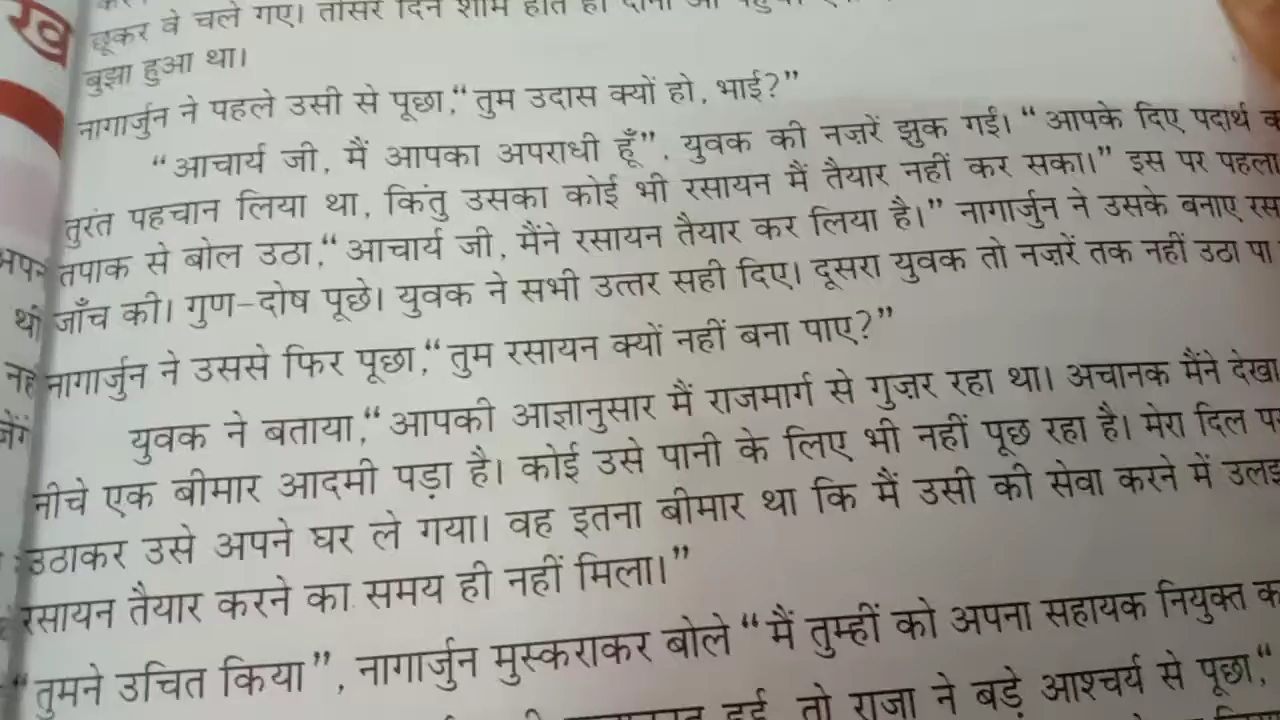 ख
छूकर वे चले गए। तीसरे दिन शाम होते ही दोनों आ
बुझा हुआ था।
नागार्जुन ने पहले उसी से पूछा,“ तुम उदास क्यों हो, भाई?”
“आचार्य जी, मैं आपका अपराधी हूँ”, युवक की नज़रें झुक गईं। “ आपके दिए पदार्थ
तुरंत पहचान लिया था, किंतु उसका कोई भी रसायन मैं तैयार नहीं कर सका।” इस पर पहला
तपाक से बोल उठा,“ आचार्य जी, मैंने रसायन तैयार कर लिया है।” नागार्जुन ने उसके बनाए
थी जाँच की। गुण-दोष पूछे। युवक ने सभी उत्तर सही दिए। दूसरा युवक तो नज़रें तक नहीं उठा पा
नागार्जुन ने उससे फिर पूछा,“ तुम रसायन क्यों नहीं बना पाए?”
युवक ने बताया,“ आपकी आज्ञानुसार मैं राजमार्ग से गुज़र रहा था। अचानक मैंने देखा
नीचे एक बीमार आदमी पड़ा है। कोई उसे पानी के लिए भी नहीं पूछ रहा है। मेरा दिल
उठाकर उसे अपने घर ले गया। वह इतना बीमार था कि मैं उसी की सेवा करने में
रसायन तैयार करने का समय ही नहीं मिला।”
“तुमने उचित किया”, नागार्जुन मुस्कराकर बोले “मैं तुम्हीं को अपना सहायक नियुक्त
हुई, तो राजा ने बड़े आश्चर्य से पूछा,“